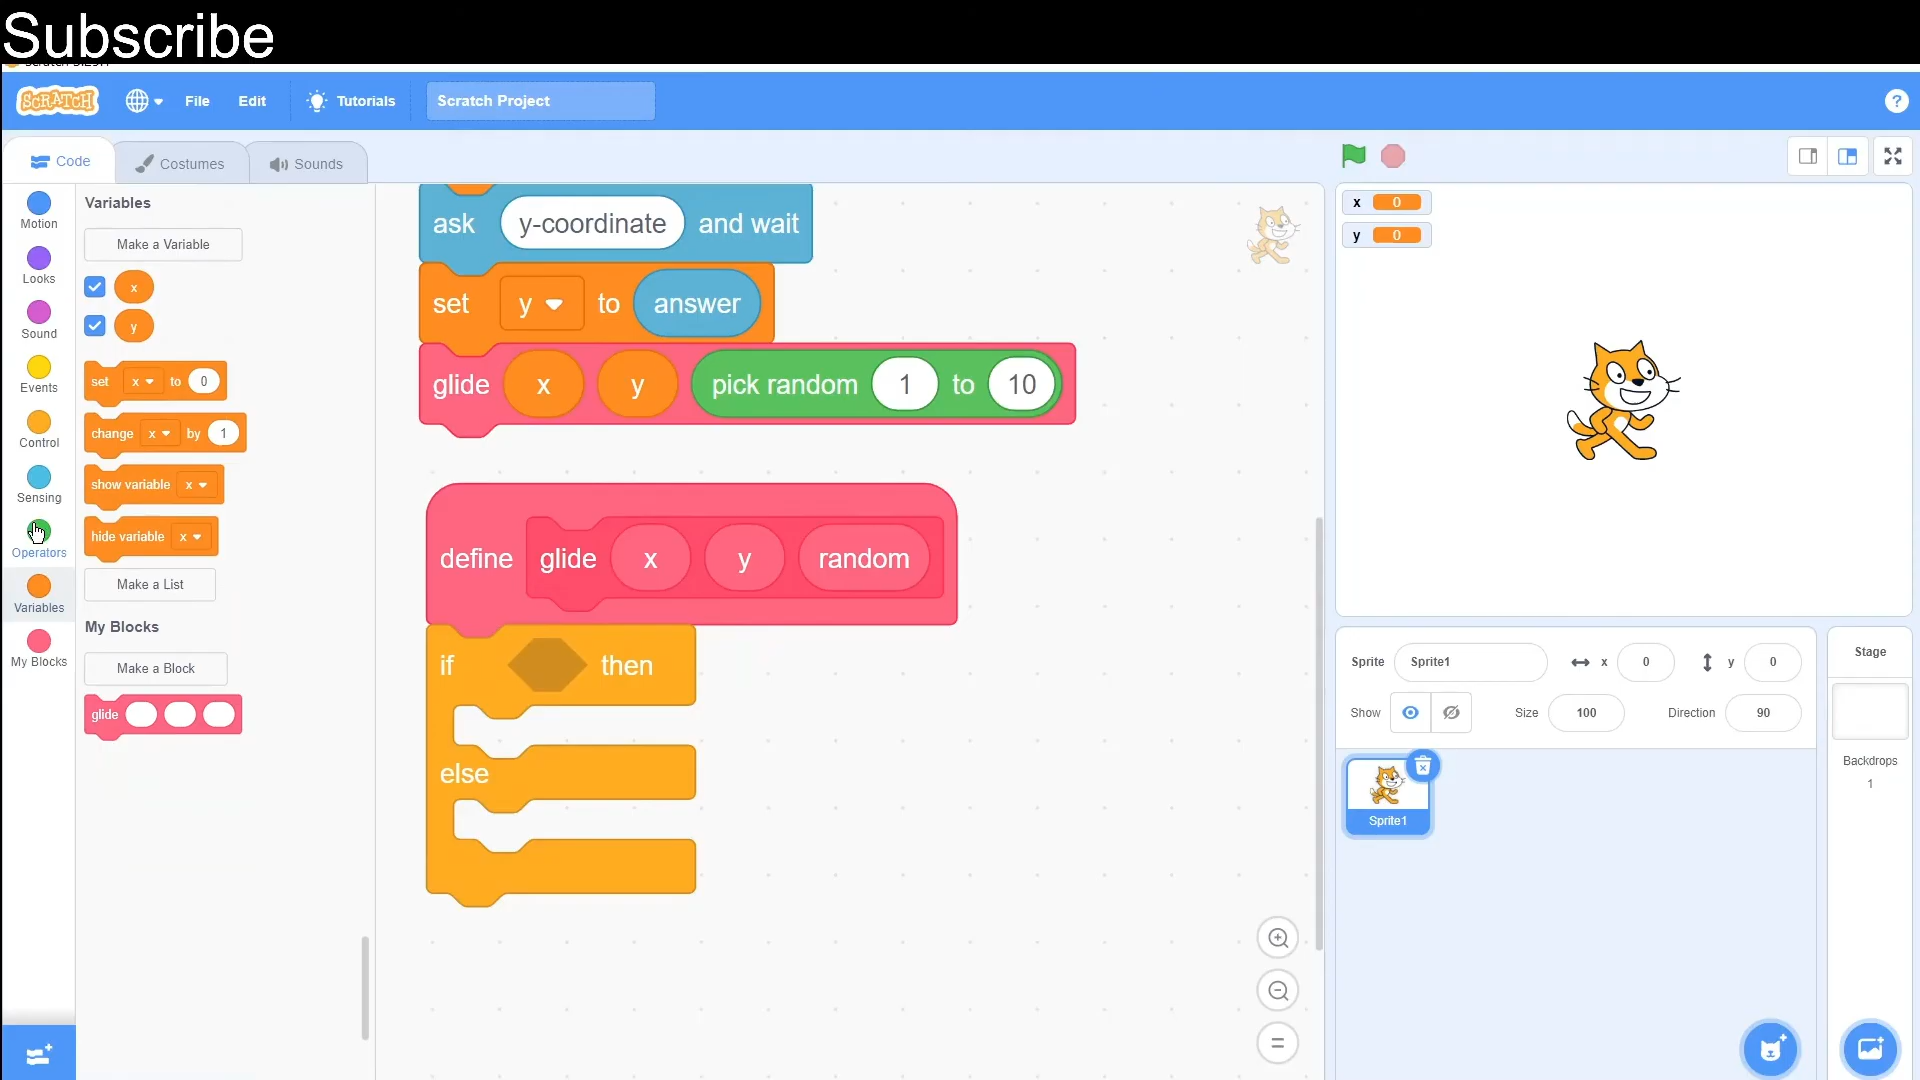 Subscribe
SCRATCH
File
Edit
Tutorials
Scratch Project
?
Code
Costumes
Sounds
Motion
Looks
Sound
Events
Control
Sensing
Operators
Variables
My Blocks
Variables
Make a Variable
x
y
set x to 0
change x by 1
show variable x
hide variable x
Make a List
My Blocks
Make a Block
glide
ask y-coordinate and wait
set y to answer
glide x y pick random 1 to 10
define glide x y random
if then
else
x 0
y 0
Sprite Sprite1 x 0 y 0
Show Size 100 Direction 90
Sprite1
Stage
Backdrops
1